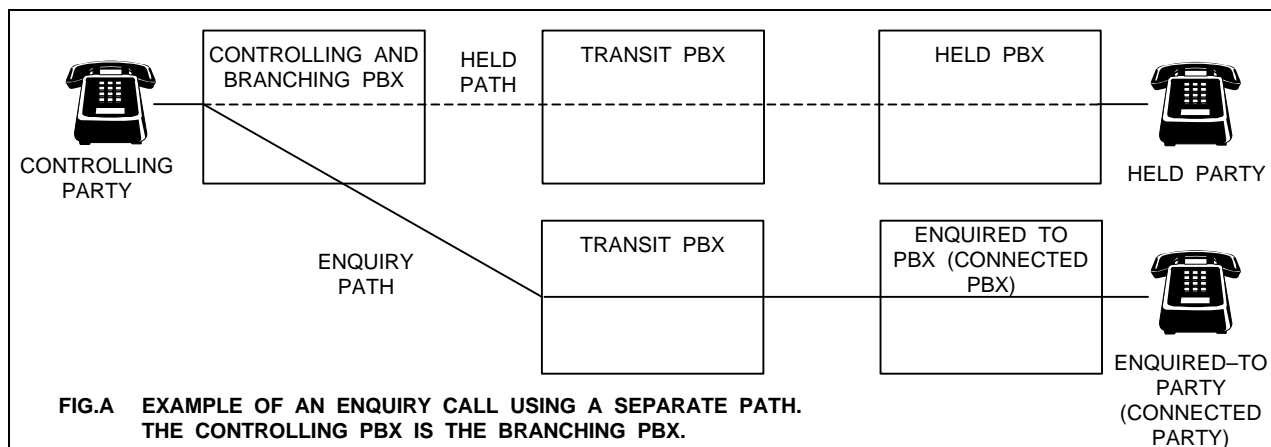 CONTROLLING AND
BRANCHING PBX
HELD
PATH
TRANSIT PBX
HELD PBX
CONTROLLING
PARTY
HELD PARTY
ENQUIRY
PATH
TRANSIT PBX
ENQUIRED TO
PBX (CONNECTED
PBX)
ENQUIRED–TO
PARTY
(CONNECTED
PARTY)
FIG.A EXAMPLE OF AN ENQUIRY CALL USING A SEPARATE PATH.
THE CONTROLLING PBX IS THE BRANCHING PBX.